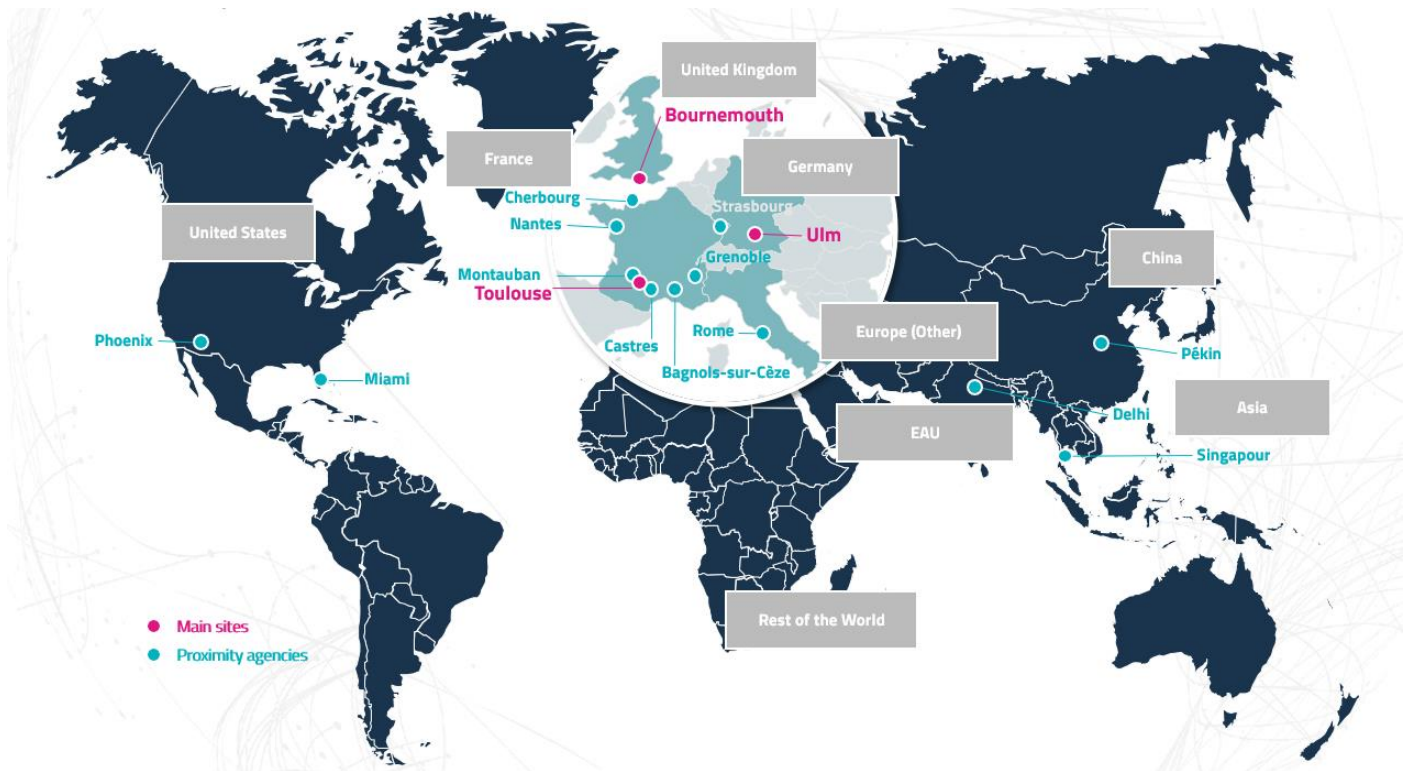 United Kingdom
Bournemouth
France
Germany
Cherbourg
Strasbourg
United States
Nantes
Ulm
China
Grenoble
Montauban
Toulouse
Europe (Other)
Phoenix
Rome
Castres
Pékin
Bagnols-sur-Cèze
Miami
Asia
Delhi
EAU
Singapour
Rest of the World
Main sites
Proximity agencies